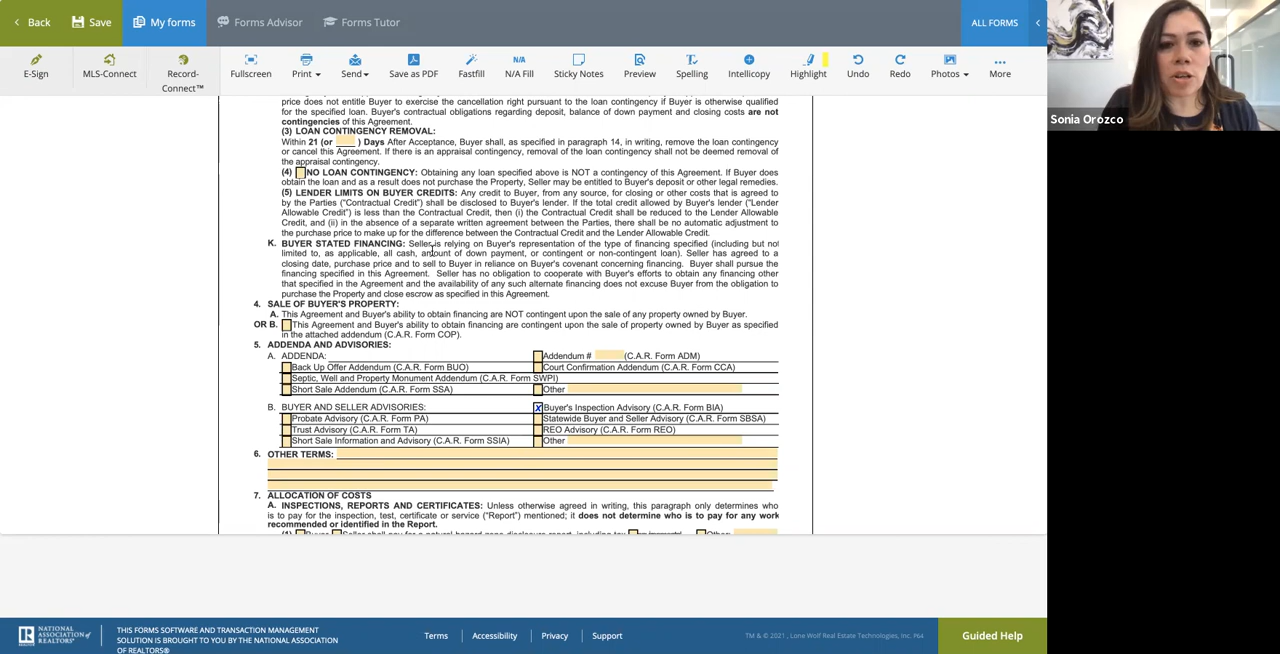 Back
Save
My forms
Forms Advisor
Forms Tutor
ALL FORMS
E-Sign
MLS-Connect
Record-
Connect™
Fullscreen
Print
Send
Save as PDF
Fastfill
N/A
N/A Fill
Sticky Notes
Preview
Spelling
Intellicopy
Highlight
Undo
Redo
Photos
More
Sonia Orozco
price does not entitle Buyer to exercise the cancellation right pursuant to the loan contingency if Buyer is otherwise qualified
for the specified loan. Buyer's contractual obligations regarding deposit, balance of down payment and closing costs are not
contingencies of this Agreement.
(3) LOAN CONTINGENCY REMOVAL:
Within 21 (or ) Days After Acceptance, Buyer shall, as specified in paragraph 14, in writing, remove the loan contingency
or cancel this Agreement. If there is an appraisal contingency, removal of the loan contingency shall not be deemed removal of
the appraisal contingency.
(4) NO LOAN CONTINGENCY: Obtaining any loan specified above is NOT a contingency of this Agreement. If Buyer does
obtain the loan and as a result does not purchase the Property, Seller may be entitled to Buyer's deposit or other legal remedies.
(5) LENDER LIMITS ON BUYER CREDITS: Any credit to Buyer, from any source, for closing or other costs that is agreed to
by the Parties ("Contractual Credit") shall be disclosed to Buyer's lender. If the total credit allowed by Buyer's lender ("Lender
Allowable Credit") is less than the Contractual Credit, then (i) the Contractual Credit shall be reduced to the Lender Allowable
Credit, and (ii) in the absence of a separate written agreement between the Parties, there shall be no automatic adjustment to
the purchase price to make up for the difference between the Contractual Credit and the Lender Allowable Credit.
K. BUYER STATED FINANCING: Seller is relying on Buyer's representation of the type of financing specified (including but not
limited to, as applicable, all cash, amount of down payment, or contingent or non-contingent loan). Seller has agreed to a
closing date, purchase price and to sell to Buyer in reliance on Buyer's covenant concerning financing. Buyer shall pursue the
financing specified in this Agreement. Seller has no obligation to cooperate with Buyer's efforts to obtain any financing other
that specified in the Agreement and the availability of any such alternate financing does not excuse Buyer from the obligation to
purchase the Property and close escrow as specified in this Agreement.
4. SALE OF BUYER'S PROPERTY:
A. This Agreement and Buyer's ability to obtain financing are NOT contingent upon the sale of any property owned by Buyer.
OR B. This Agreement and Buyer's ability to obtain financing are contingent upon the sale of property owned by Buyer as specified
in the attached addendum (C.A.R. Form COP).
5. ADDENDA AND ADVISORIES:
A. ADDENDA: Addendum # (C.A.R. Form ADM)
Back Up Offer Addendum (C.A.R. Form BUO) Court Confirmation Addendum (C.A.R. Form CCA)
Septic, Well and Property Monument Addendum (C.A.R. Form SWPI)
Short Sale Addendum (C.A.R. Form SSA) Other
B. BUYER AND SELLER ADVISORIES: X Buyer's Inspection Advisory (C.A.R. Form BIA)
Probate Advisory (C.A.R. Form PA) Statewide Buyer and Seller Advisory (C.A.R. Form SBSA)
Trust Advisory (C.A.R. Form TA) REO Advisory (C.A.R. Form REO)
Short Sale Information and Advisory (C.A.R. Form SSIA) Other
6. OTHER TERMS:
7. ALLOCATION OF COSTS
A. INSPECTIONS, REPORTS AND CERTIFICATES: Unless otherwise agreed in writing, this paragraph only determines who
is to pay for the inspection, test, certificate or service ("Report") mentioned; it does not determine who is to pay for any work
recommended or identified in the Report.
(1) Buyer Seller shall pay for a natural hazard zone disclosure report, including tax environmental Other:
NATIONAL
ASSOCIATION of
REALTORS®
THIS FORMS SOFTWARE AND TRANSACTION MANAGEMENT
SOLUTION IS BROUGHT TO YOU BY THE NATIONAL ASSOCIATION
OF REALTORS®
Terms
Accessibility
Privacy
Support
TM & © 2021, Lone Wolf Real Estate Technologies, Inc. P64
Guided Help